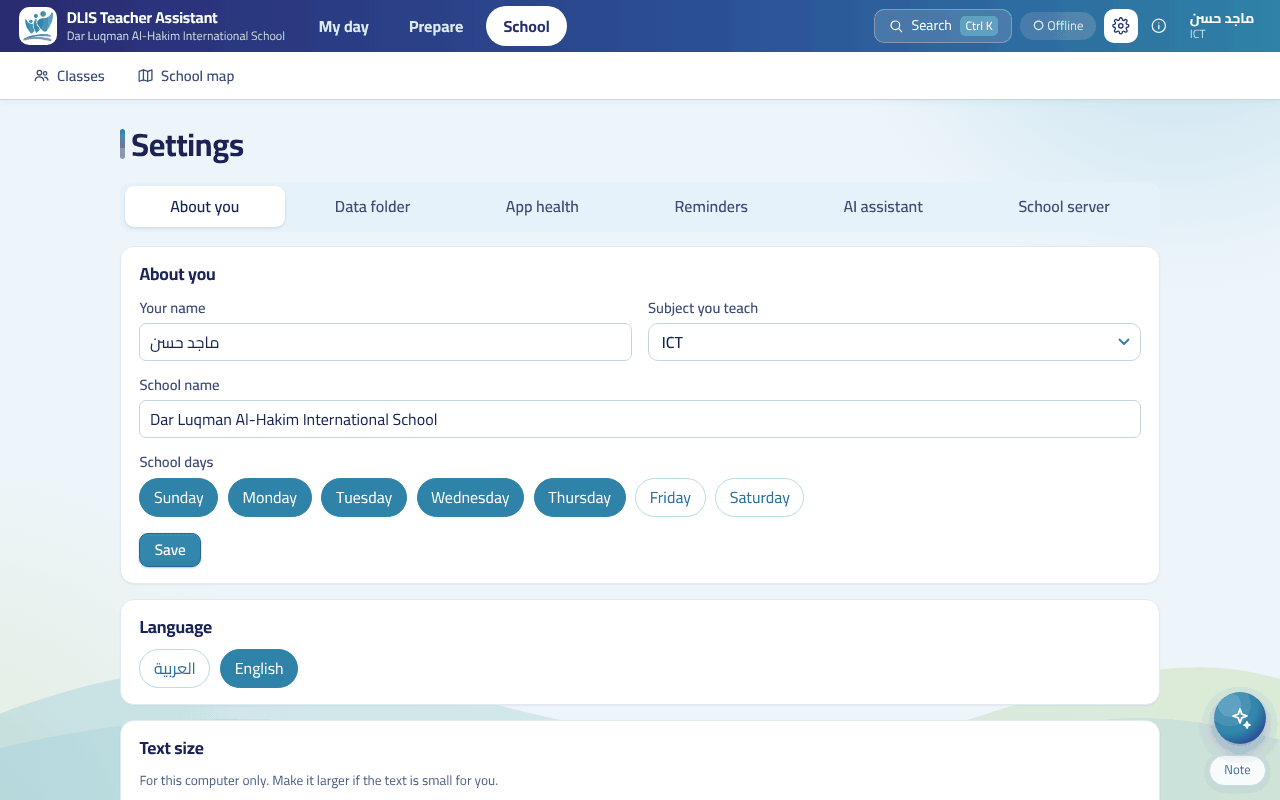 DLIS Teacher Assistant
Dar Luqman Al-Hakim International School
My day
Prepare
School
Search
Ctrl K
Offline
ماجد حسن
ICT
Classes
School map
Settings
About you
Data folder
App health
Reminders
AI assistant
School server
About you
Your name
Subject you teach
ماجد حسن
ICT
School name
Dar Luqman Al-Hakim International School
School days
Sunday
Monday
Tuesday
Wednesday
Thursday
Friday
Saturday
Save
Language
العربية
English
Text size
For this computer only. Make it larger if the text is small for you.
Note